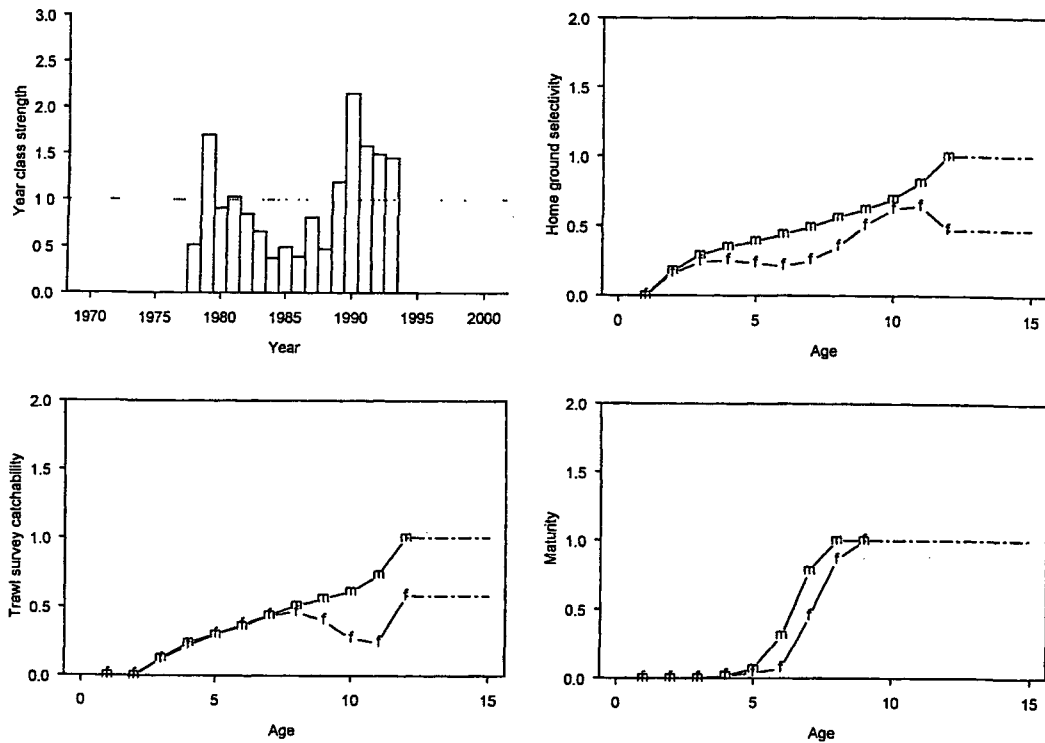 Year class strength
3.0
2.5
2.0
1.5
1.0
0.5
0.0
1970 1975 1980 1985 1990 1995 2000
Year
Home ground selectivity
2.0
1.5
1.0
0.5
0.0
m m m m m m m m m m m
f f f f f f f f f f f f
0 5 10 15
Age
Trawl survey catchability
2.0
1.5
1.0
0.5
0.0
m m m m m m m m m
f f f f f f
0 5 10 15
Age
Maturity
2.0
1.5
1.0
0.5
0.0
m m m m m m m m m
f f f
0 5 10 15
Age